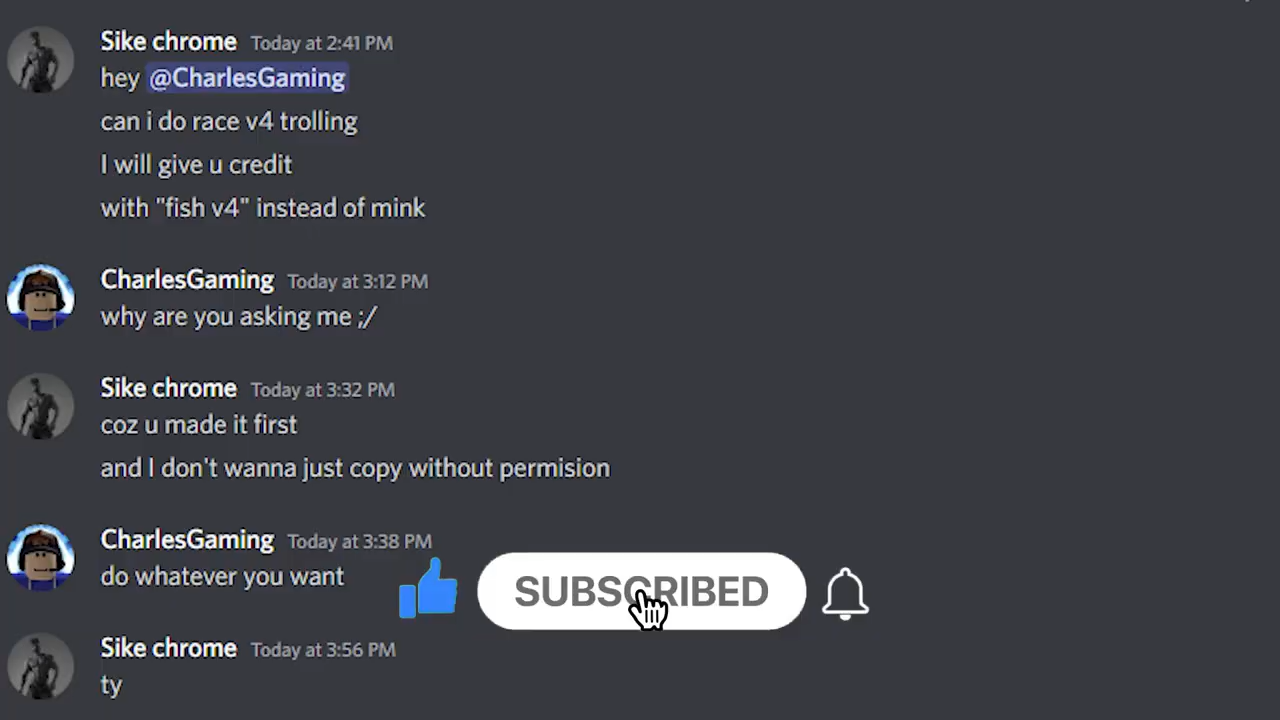 Sike chrome Today at 2:41 PM
hey @CharlesGaming
can i do race v4 trolling
I will give u credit
with "fish v4" instead of mink
CharlesGaming Today at 3:12 PM
why are you asking me ;/
Sike chrome Today at 3:32 PM
coz u made it first
and I don't wanna just copy without permision
CharlesGaming Today at 3:38 PM
do whatever you want
SUBSCRIBED
Sike chrome Today at 3:56 PM
ty